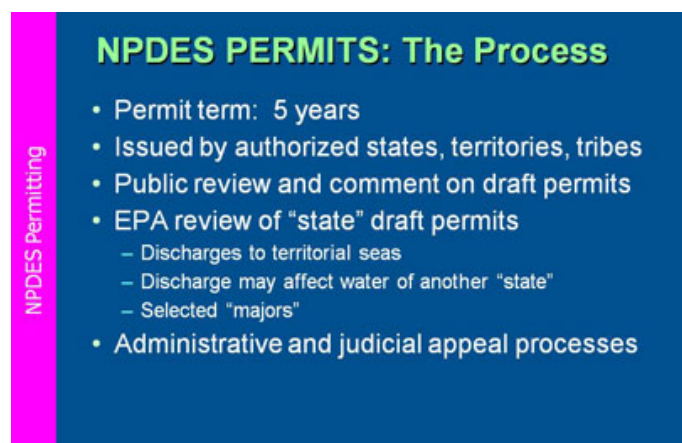 NPDES PERMITS: The Process
• Permit term: 5 years
• Issued by authorized states, territories, tribes
• Public review and comment on draft permits
• EPA review of “state” draft permits
– Discharges to territorial seas
– Discharge may affect water of another “state”
– Selected “majors”
• Administrative and judicial appeal processes
NPDES Permitting